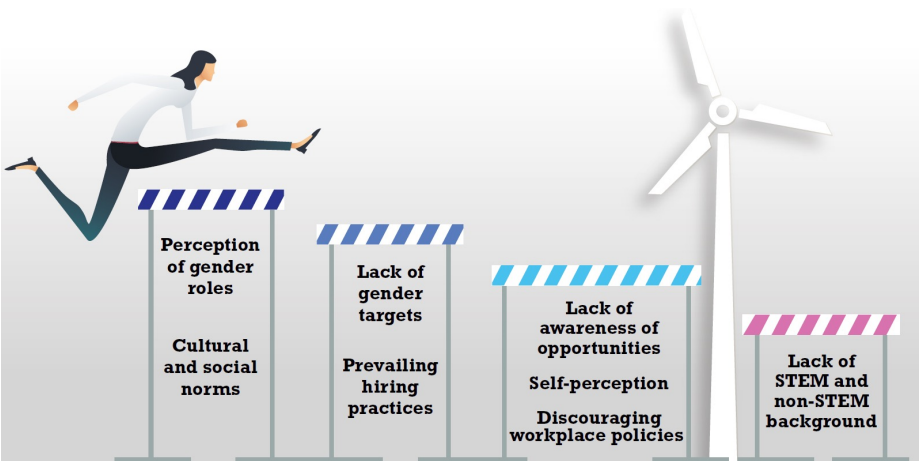 Perception
of gender
roles
Cultural
and social
norms
Lack of
gender
targets
Prevailing
hiring
practices
Lack of
awareness of
opportunities
Self-perception
Discouraging
workplace policies
Lack of
STEM and
non-STEM
background